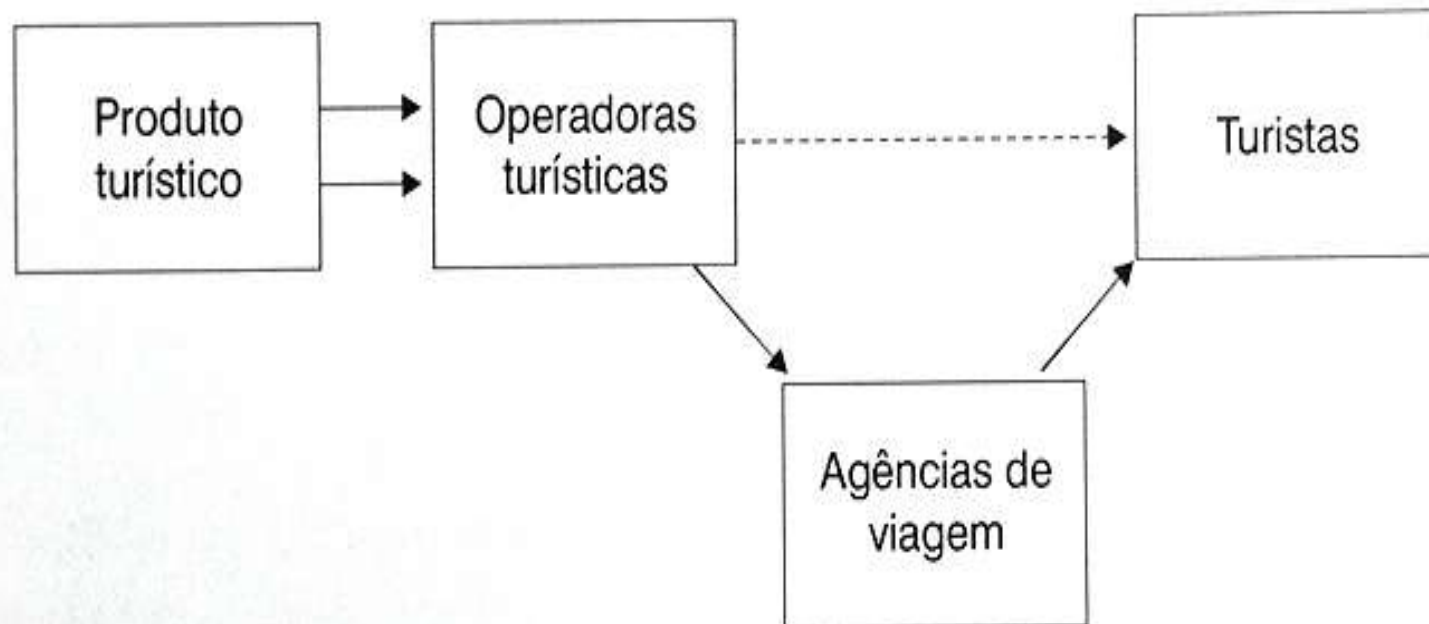 Produto
turístico
Operadoras
turísticas
Turistas
Agências de
viagem